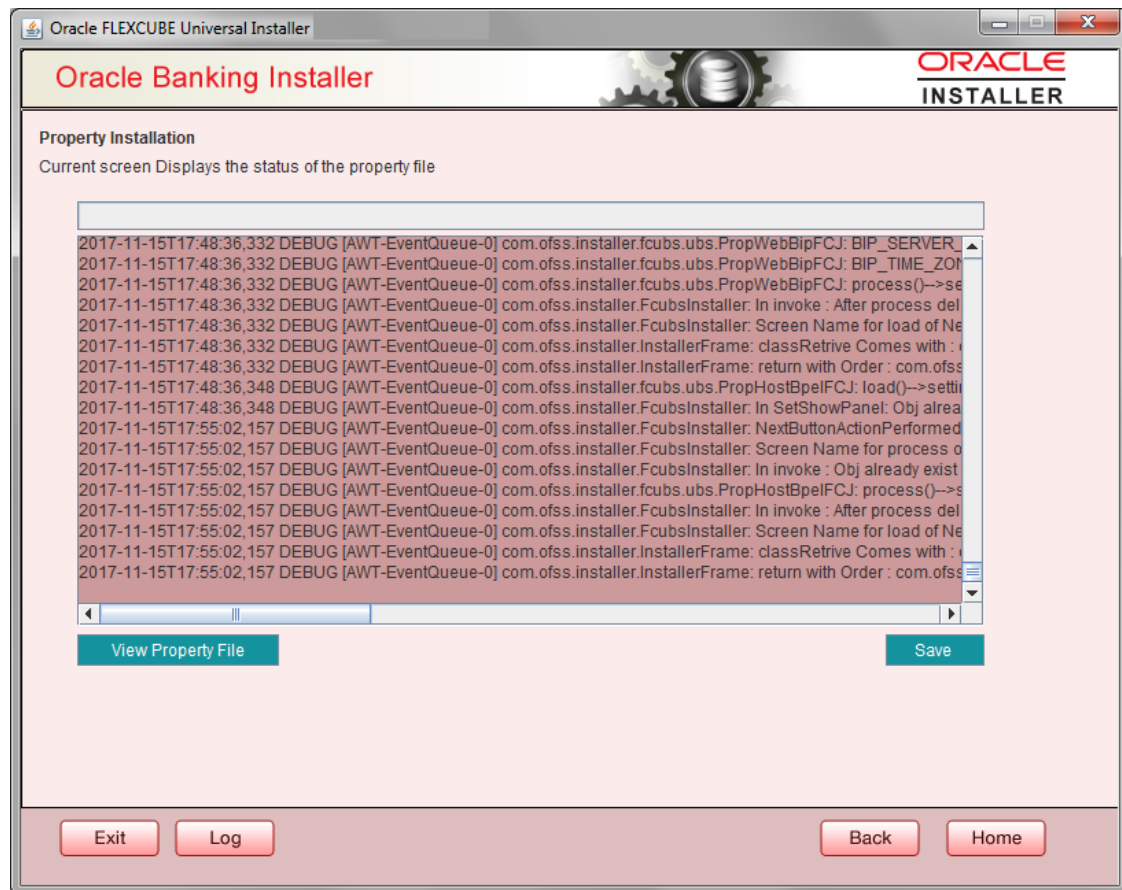 Oracle FLEXCUBE Universal Installer
Oracle Banking Installer
ORACLE
INSTALLER
Property Installation
Current screen Displays the status of the property file
2017-11-15T17:48:36,332 DEBUG [AWT-EventQueue-0] com.ofss.installer.fcubs.ubs.PropWebBipFCJ: BIP_SERVER_
2017-11-15T17:48:36,332 DEBUG [AWT-EventQueue-0] com.ofss.installer.fcubs.ubs.PropWebBipFCJ: BIP_TIME_ZON
2017-11-15T17:48:36,332 DEBUG [AWT-EventQueue-0] com.ofss.installer.fcubs.ubs.PropWebBipFCJ: process()-->se
2017-11-15T17:48:36,332 DEBUG [AWT-EventQueue-0] com.ofss.installer.FcubsInstaller: In invoke : After process del
2017-11-15T17:48:36,332 DEBUG [AWT-EventQueue-0] com.ofss.installer.FcubsInstaller: Screen Name for load of Ne
2017-11-15T17:48:36,332 DEBUG [AWT-EventQueue-0] com.ofss.installer.InstallerFrame: classRetrive Comes with :
2017-11-15T17:48:36,332 DEBUG [AWT-EventQueue-0] com.ofss.installer.InstallerFrame: return with Order : com.ofss
2017-11-15T17:48:36,348 DEBUG [AWT-EventQueue-0] com.ofss.installer.fcubs.ubs.PropHostBpelFCJ: load()-->settin
2017-11-15T17:48:36,348 DEBUG [AWT-EventQueue-0] com.ofss.installer.FcubsInstaller: In SetShowPanel: Obj alrea
2017-11-15T17:55:02,157 DEBUG [AWT-EventQueue-0] com.ofss.installer.FcubsInstaller: NextButtonActionPerformed
2017-11-15T17:55:02,157 DEBUG [AWT-EventQueue-0] com.ofss.installer.FcubsInstaller: Screen Name for process o
2017-11-15T17:55:02,157 DEBUG [AWT-EventQueue-0] com.ofss.installer.FcubsInstaller: In invoke : Obj already exist
2017-11-15T17:55:02,157 DEBUG [AWT-EventQueue-0] com.ofss.installer.fcubs.ubs.PropHostBpelFCJ: process()-->s
2017-11-15T17:55:02,157 DEBUG [AWT-EventQueue-0] com.ofss.installer.FcubsInstaller: In invoke : After process del
2017-11-15T17:55:02,157 DEBUG [AWT-EventQueue-0] com.ofss.installer.FcubsInstaller: Screen Name for load of Ne
2017-11-15T17:55:02,157 DEBUG [AWT-EventQueue-0] com.ofss.installer.InstallerFrame: classRetrive Comes with :
2017-11-15T17:55:02,157 DEBUG [AWT-EventQueue-0] com.ofss.installer.InstallerFrame: return with Order : com.ofss
View Property File
Save
Exit
Log
Back
Home